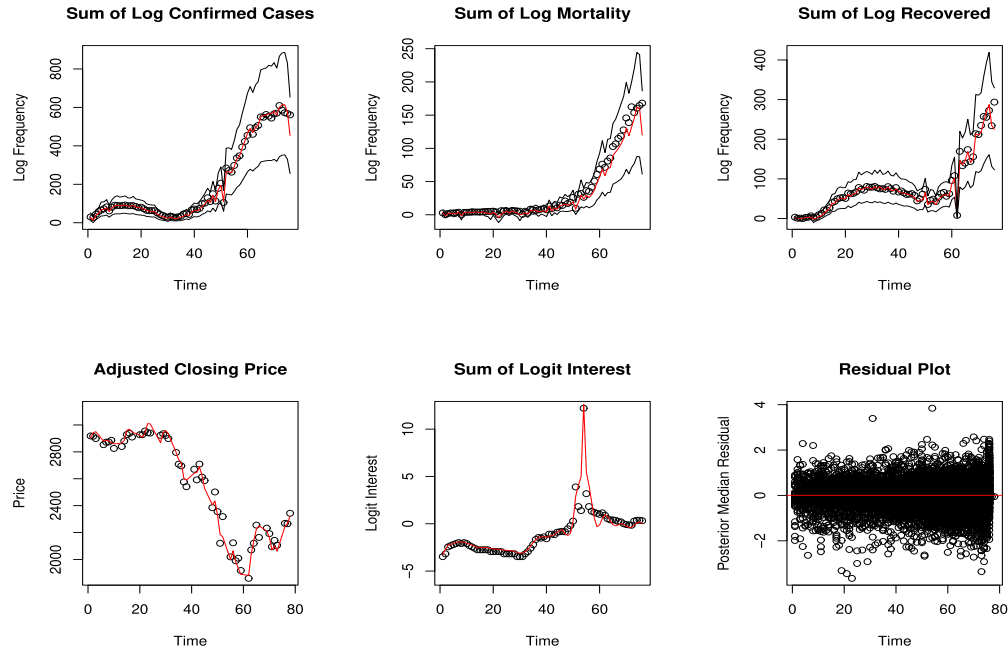 Sum of Log Confirmed Cases
Log Frequency
0
200
400
600
800
0
20
40
60
Time
Sum of Log Mortality
Log Frequency
0
50
100
150
200
250
0
20
40
60
Time
Sum of Log Recovered
Log Frequency
0
100
200
300
400
0
20
40
60
Time
Adjusted Closing Price
Price
2000
2400
2800
0
20
40
60
80
Time
Sum of Logit Interest
Logit Interest
−5
0
5
10
0
20
40
60
Time
Residual Plot
Posterior Median Residual
−2
0
2
4
0
20
40
60
80
Time